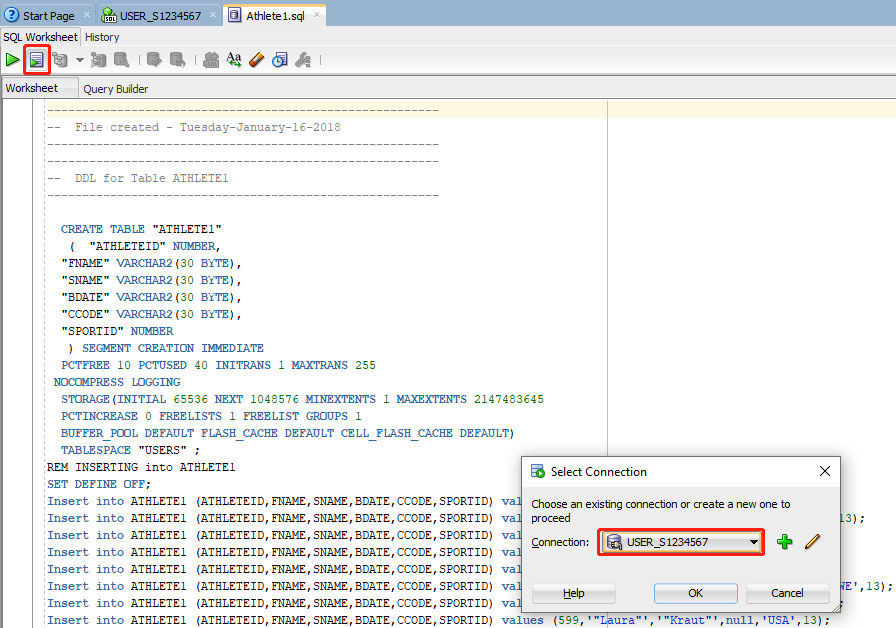 Start Page
USER_S1234567
Athlete1.sql
SQL Worksheet History
Aa
Worksheet Query Builder
--------------------------------------------------------
--  File created - Tuesday-January-16-2018
--------------------------------------------------------
--------------------------------------------------------
--  DDL for Table ATHLETE1
--------------------------------------------------------
CREATE TABLE "ATHLETE1"
( "ATHLETEID" NUMBER,
"FNAME" VARCHAR2(30 BYTE),
"SNAME" VARCHAR2(30 BYTE),
"BDATE" VARCHAR2(30 BYTE),
"CCODE" VARCHAR2(30 BYTE),
"SPORTID" NUMBER
) SEGMENT CREATION IMMEDIATE
PCTFREE 10 PCTUSED 40 INITRANS 1 MAXTRANS 255
NOCOMPRESS LOGGING
STORAGE(INITIAL 65536 NEXT 1048576 MINEXTENTS 1 MAXEXTENTS 2147483645
PCTINCREASE 0 FREELISTS 1 FREELIST GROUPS 1
BUFFER_POOL DEFAULT FLASH_CACHE DEFAULT CELL_FLASH_CACHE DEFAULT)
TABLESPACE "USERS" ;
REM INSERTING into ATHLETE1
SET DEFINE OFF;
Insert into ATHLETE1 (ATHLETEID,FNAME,SNAME,BDATE,CCODE,SPORTID) val
Insert into ATHLETE1 (ATHLETEID,FNAME,SNAME,BDATE,CCODE,SPORTID) val 13);
Insert into ATHLETE1 (ATHLETEID,FNAME,SNAME,BDATE,CCODE,SPORTID) val
Insert into ATHLETE1 (ATHLETEID,FNAME,SNAME,BDATE,CCODE,SPORTID) val
Insert into ATHLETE1 (ATHLETEID,FNAME,SNAME,BDATE,CCODE,SPORTID) val
Insert into ATHLETE1 (ATHLETEID,FNAME,SNAME,BDATE,CCODE,SPORTID) val WE',13);
Insert into ATHLETE1 (ATHLETEID,FNAME,SNAME,BDATE,CCODE,SPORTID) val ;
Insert into ATHLETE1 (ATHLETEID,FNAME,SNAME,BDATE,CCODE,SPORTID) values (599,'"Laura"','"Kraut"',null,'USA',13);
Select Connection
Choose an existing connection or create a new one to
proceed
Connection: USER_S1234567
Help OK Cancel